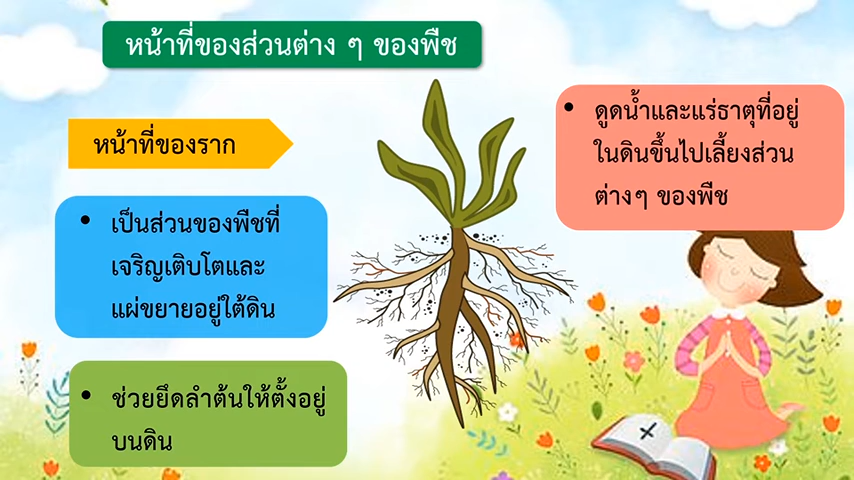 หน้าที่ของส่วนต่าง ๆ ของพืช
หน้าที่ของราก
• เป็นส่วนของพืชที่
เจริญเติบโตและ
แผ่ขยายอยู่ใต้ดิน
• ช่วยยึดลำต้นให้ตั้งอยู่
บนดิน
• ดูดน้ำและแร่ธาตุที่อยู่
ในดินขึ้นไปเลี้ยงส่วน
ต่างๆ ของพืช